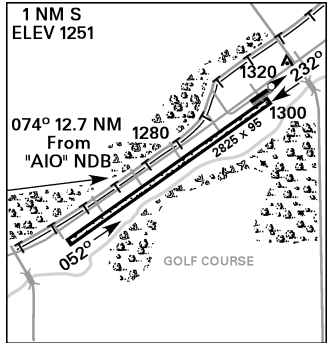 1 NM S
ELEV 1251
1320
232°
1300
074° 12.7 NM
From
"AIO" NDB
1280
2825 x 95
052°
GOLF COURSE